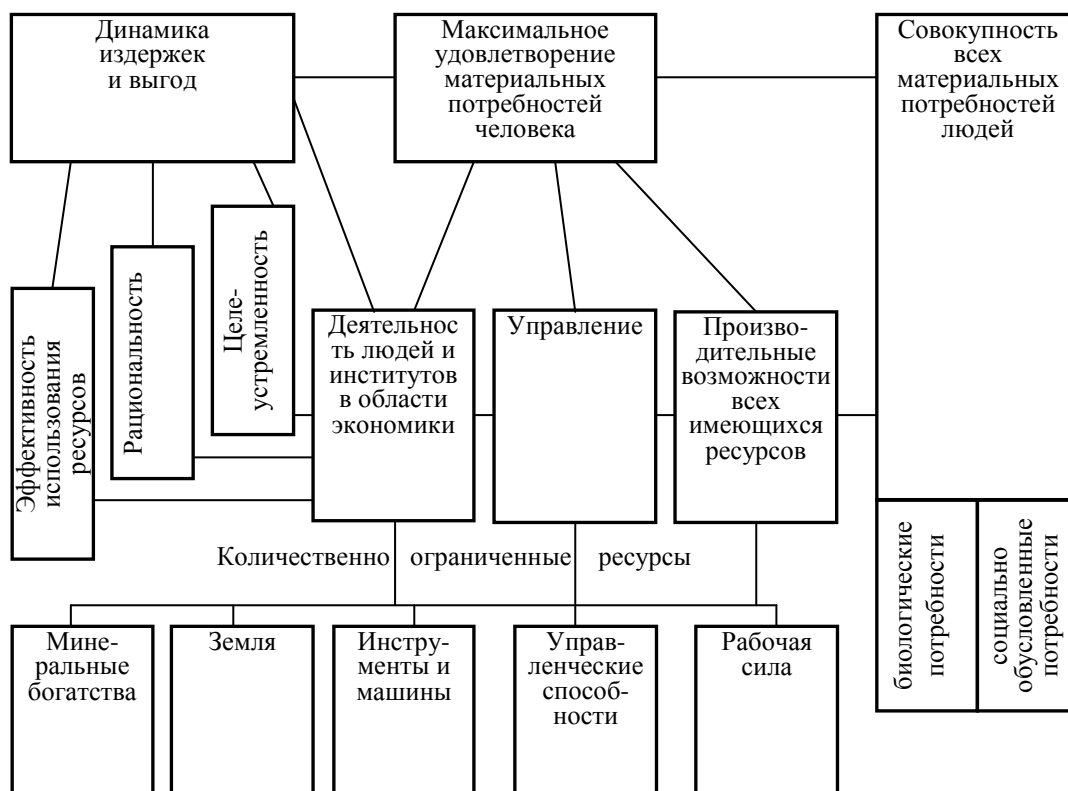 Динамика
издержек
и выгод
Максимальное
удовлетворение
материальных
потребностей
человека
Совокупность
всех
материальных
потребностей
людей
Эффективность
использования
ресурсов
Рациональность
Целе-
устремленность
Деятельнос
ть людей и
институтов
в области
экономики
Управление
Произво-
дительные
возможности
всех
имеющихся
ресурсов
биологические
потребности
социально
обусловленные
потребности
Количественно ограниченные ресурсы
Мине-
ральные
богатства
Земля
Инстру-
менты и
машины
Управ-
ленческие
способ-
ности
Рабочая
сила